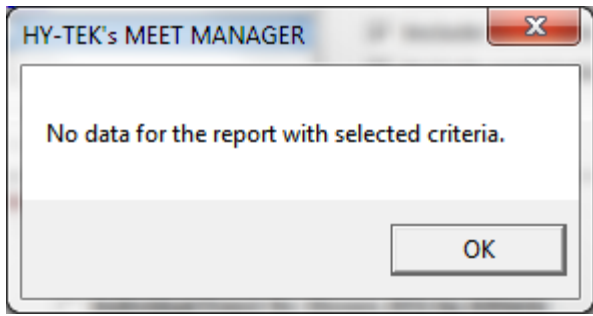 HY-TEK's MEET MANAGER
No data for the report with selected criteria.
OK